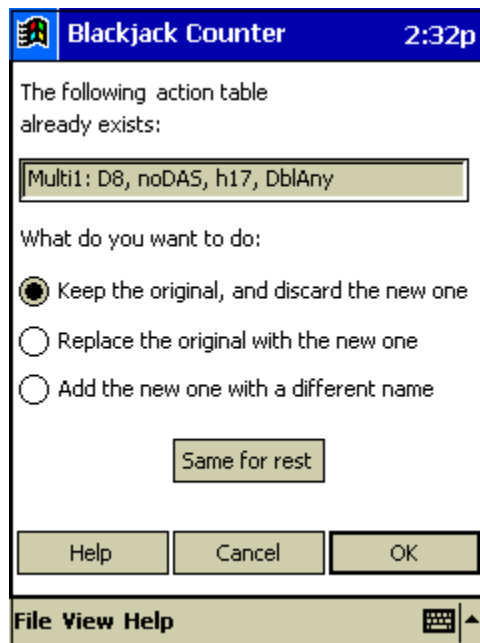 Blackjack Counter 2:32p
The following action table
already exists:
Multi1: D8, noDAS, h17, DblAny
What do you want to do:
Keep the original, and discard the new one
Replace the original with the new one
Add the new one with a different name
Same for rest
Help Cancel OK
File View Help